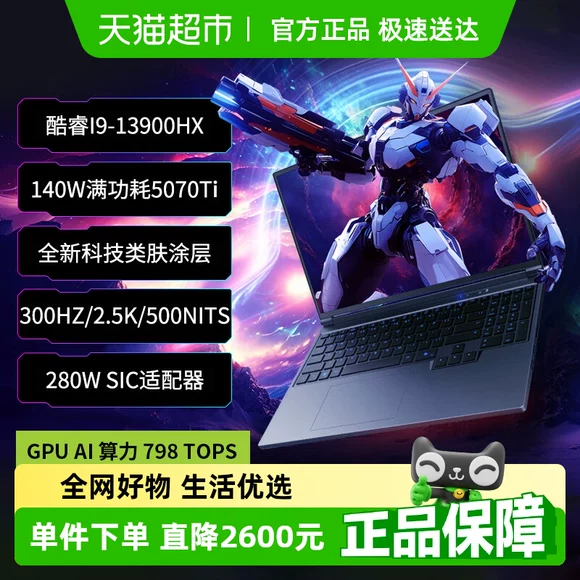 天猫超市 官方正品 极速送达
酷睿I9-13900HX
140W满功耗5070Ti
全新科技类肤涂层
300HZ/2.5K/500NITS
280W SIC适配器
GPU AI 算力 798 TOPS
全网好物 生活优选
单件下单 直降2600元
正品保障